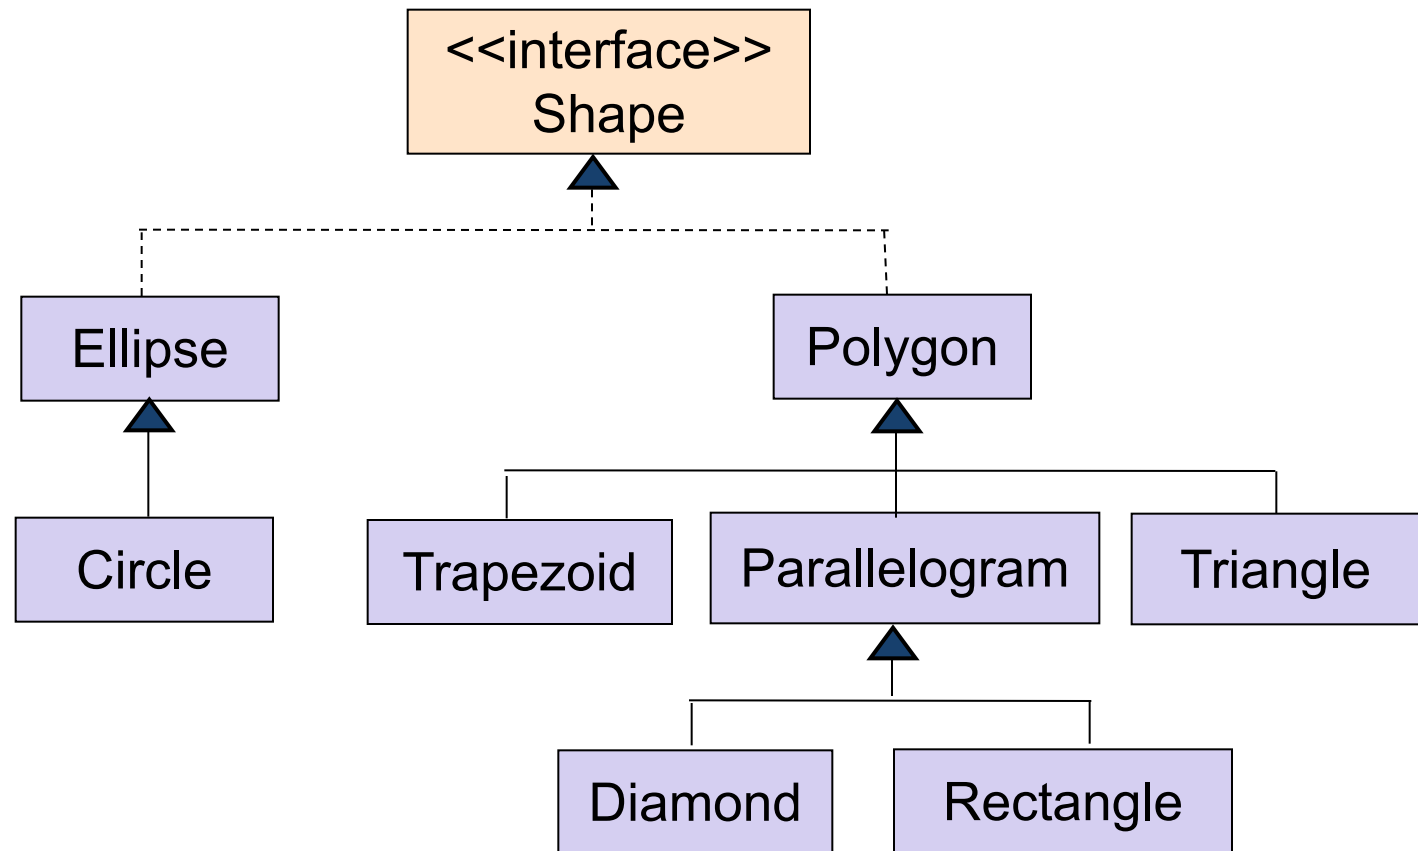 <<interface>>
Shape
Ellipse
Polygon
Circle
Trapezoid
Parallelogram
Triangle
Diamond
Rectangle